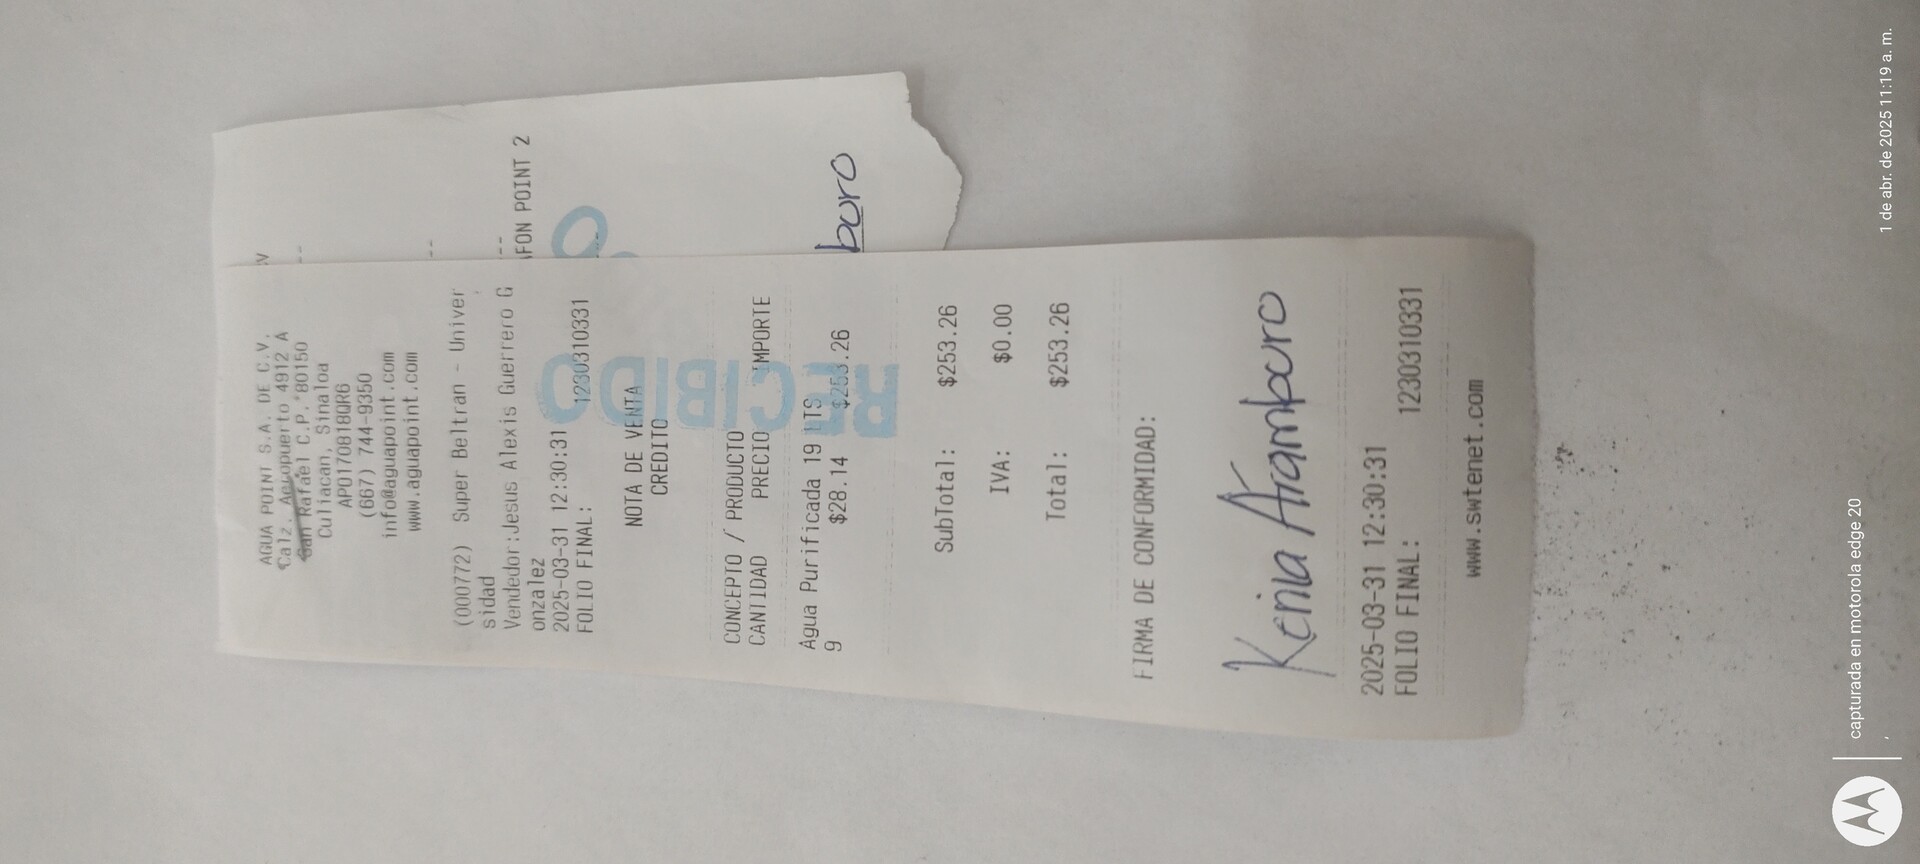 AGUA POINT S.A. DE C.V.
Calz. Aeropuerto 4912 A
San Rafael C.P. 80150
Culiacan, Sinaloa
APO170818QR6
(667) 744-9350
info@aguapoint.com
www.aguapoint.com
(000772) Super Beltran - Univer
sidad
Vendedor:Jesus Alexis Guerrero G
onzalez
2025-03-31 12:30:31
FOLIO FINAL: 1230310331
NOTA DE VENTA
CREDITO
RECIBIDO
CONCEPTO / PRODUCTO
CANTIDAD PRECIO IMPORTE
Agua Purificada 19 LTS
9 $28.14 $253.26
SubTotal: $253.26
IVA: $0.00
Total: $253.26
FIRMA DE CONFORMIDAD:
Kenia Aramburo
2025-03-31 12:30:31
FOLIO FINAL: 1230310331
www.swtenet.com
FON POINT 2
buro
capturada en motorola edge 20
1 de abr. de 2025 11:19 a. m.